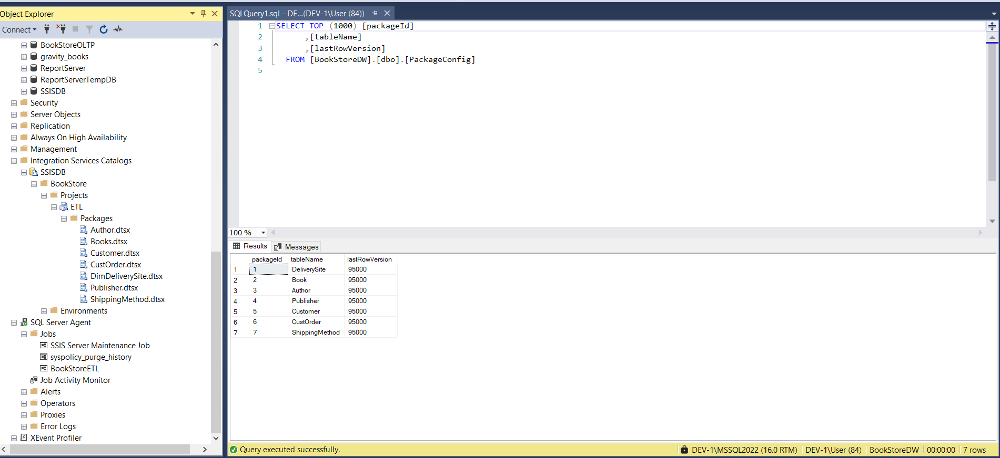 Object Explorer
Connect
BookStoreOLTP
gravity_books
ReportServer
ReportServerTempDB
SSISDB
Security
Server Objects
Replication
Always On High Availability
Management
Integration Services Catalogs
SSISDB
BookStore
Projects
ETL
Packages
Author.dtsx
Books.dtsx
Customer.dtsx
CustOrder.dtsx
DimDeliverySite.dtsx
Publisher.dtsx
ShippingMethod.dtsx
Environments
SQL Server Agent
Jobs
SSIS Server Maintenance Job
syspolicy_purge_history
BookStoreETL
Job Activity Monitor
Alerts
Operators
Proxies
Error Logs
XEvent Profiler
SQLQuery1.sql - DE...(DEV-1\User (84))
1 SELECT TOP (1000) [packageId]
2 ,[tableName]
3 ,[lastRowVersion]
4 FROM [BookStoreDW].[dbo].[PackageConfig]
5
100 %
Results Messages
packageId tableName lastRowVersion
1 1 DeliverySite 95000
2 2 Book 95000
3 3 Author 95000
4 4 Publisher 95000
5 5 Customer 95000
6 6 CustOrder 95000
7 7 ShippingMethod 95000
Query executed successfully. DEV-1\MSSQL2022 (16.0 RTM) DEV-1\User (84) BookStoreDW 00:00:00 7 rows